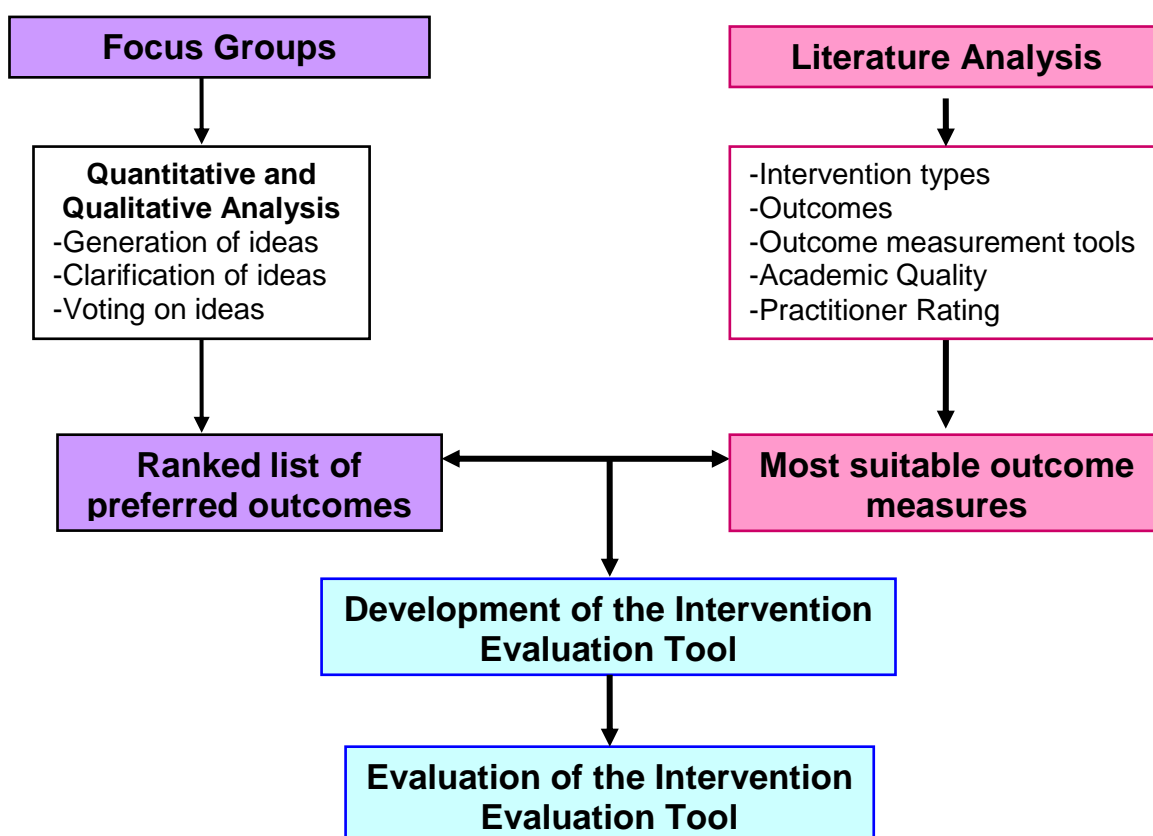 Focus Groups
Literature Analysis
Quantitative and
Qualitative Analysis
-Generation of ideas
-Clarification of ideas
-Voting on ideas
-Intervention types
-Outcomes
-Outcome measurement tools
-Academic Quality
-Practitioner Rating
Ranked list of
preferred outcomes
Most suitable outcome
measures
Development of the Intervention
Evaluation Tool
Evaluation of the Intervention
Evaluation Tool